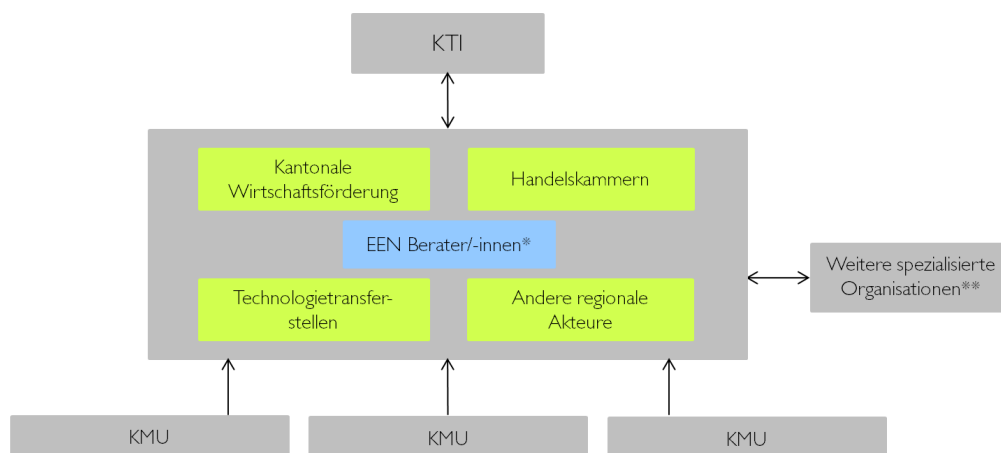 KTI
Kantonale
Wirtschaftsförderung
Handelskammern
EEN Berater/-innen*
Technologietransfer-
stellen
Andere regionale
Akteure
Weitere spezialisierte
Organisationen**
KMU
KMU
KMU